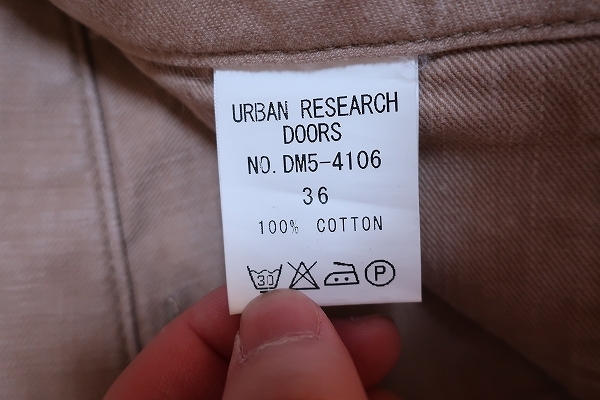 URBAN RESEARCH
DOORS
NO. DM5-4106
36
100% COTTON
30 P